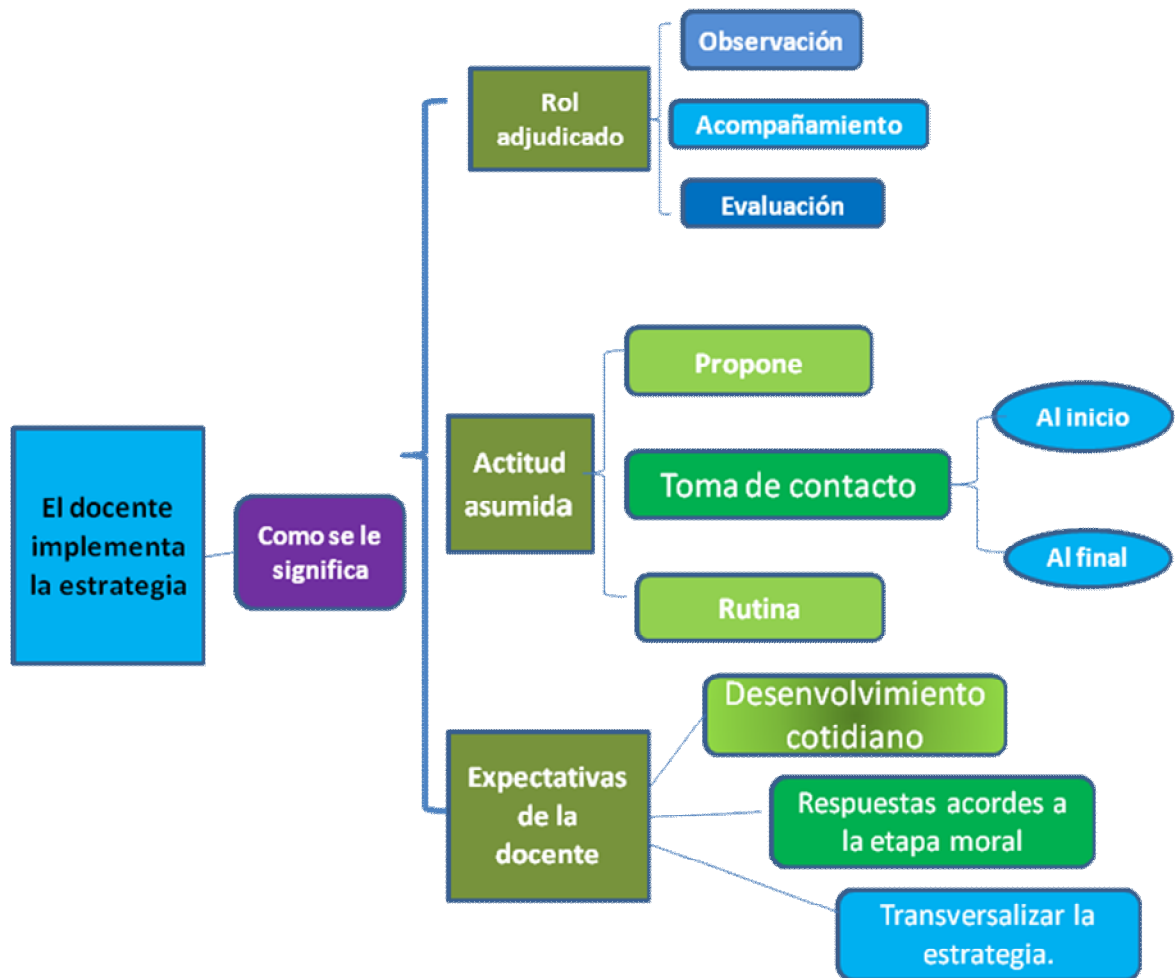 El docente
implementa
la estrategia
Como se le
significa
Rol
adjudicado
Observación
Acompañamiento
Evaluación
Actitud
asumida
Propone
Toma de contacto
Al inicio
Al final
Rutina
Expectativas
de la
docente
Desenvolvimiento
cotidiano
Respuestas acordes a
la etapa moral
Transversalizar la
estrategia.